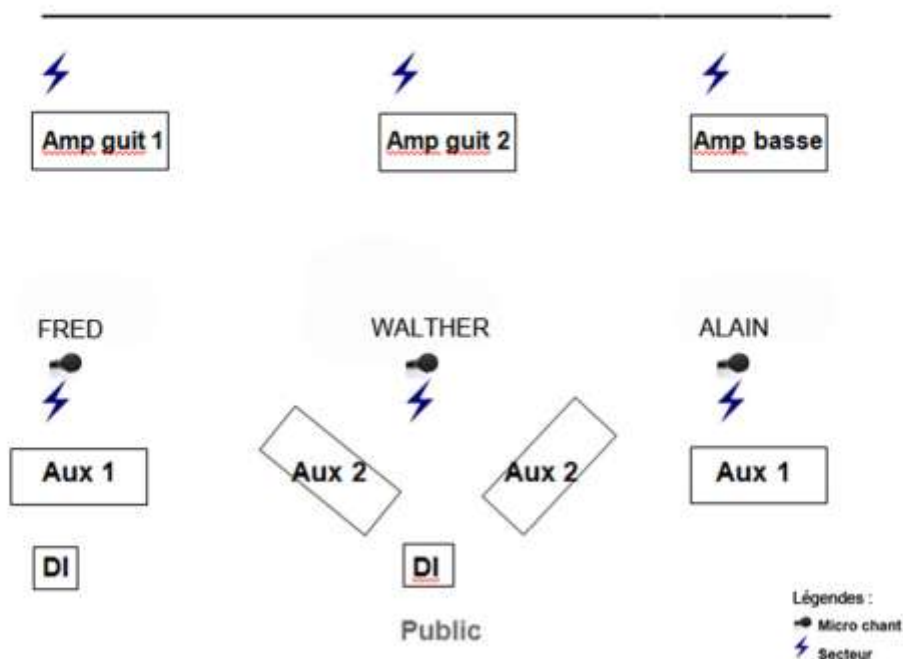 Amp guit 1
Amp guit 2
Amp basse
FRED
WALTHER
ALAIN
Aux 1
Aux 2
Aux 2
Aux 1
DI
DI
Public
Légendes :
Micro chant
Secteur